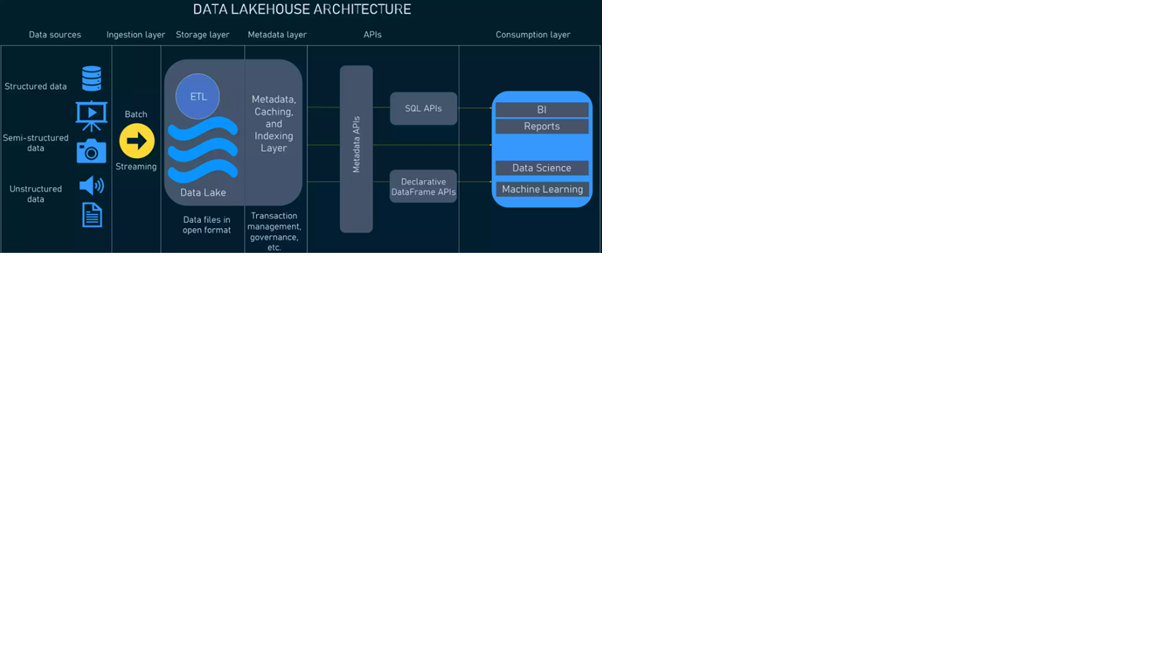 DATA LAKEHOUSE ARCHITECTURE
Data sources
Ingestion layer
Storage layer
Metadata layer
APIs
Consumption layer
Structured data
Semi-structured
data
Unstructured
data
Batch
Streaming
ETL
Data Lake
Data files in
open format
Metadata,
Caching,
and
Indexing
Layer
Transaction
management,
governance,
etc.
Metadata APIs
SQL APIs
Declarative
DataFrame APIs
BI
Reports
Data Science
Machine Learning